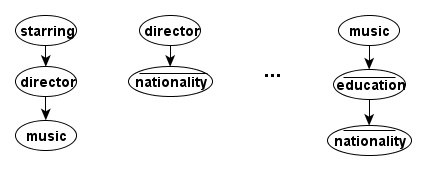 starring
director
music
director
nationality
...
music
education
nationality